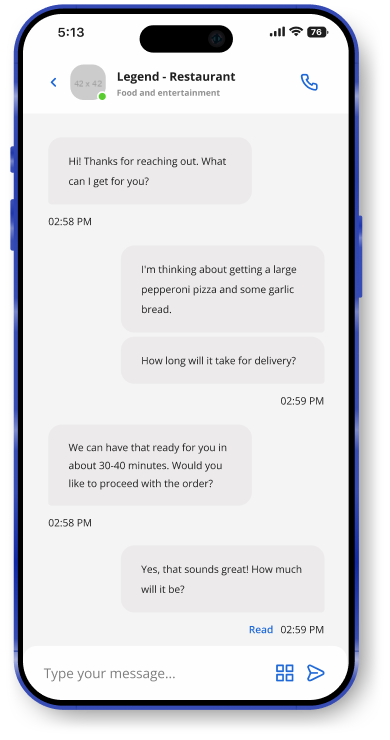 5:13
76
42 x 42
Legend - Restaurant
Food and entertainment
Hi! Thanks for reaching out. What
can I get for you?
02:58 PM
I'm thinking about getting a large
pepperoni pizza and some garlic
bread.
How long will it take for delivery?
02:59 PM
We can have that ready for you in
about 30-40 minutes. Would you
like to proceed with the order?
02:58 PM
Yes, that sounds great! How much
will it be?
Read 02:59 PM
Type your message...